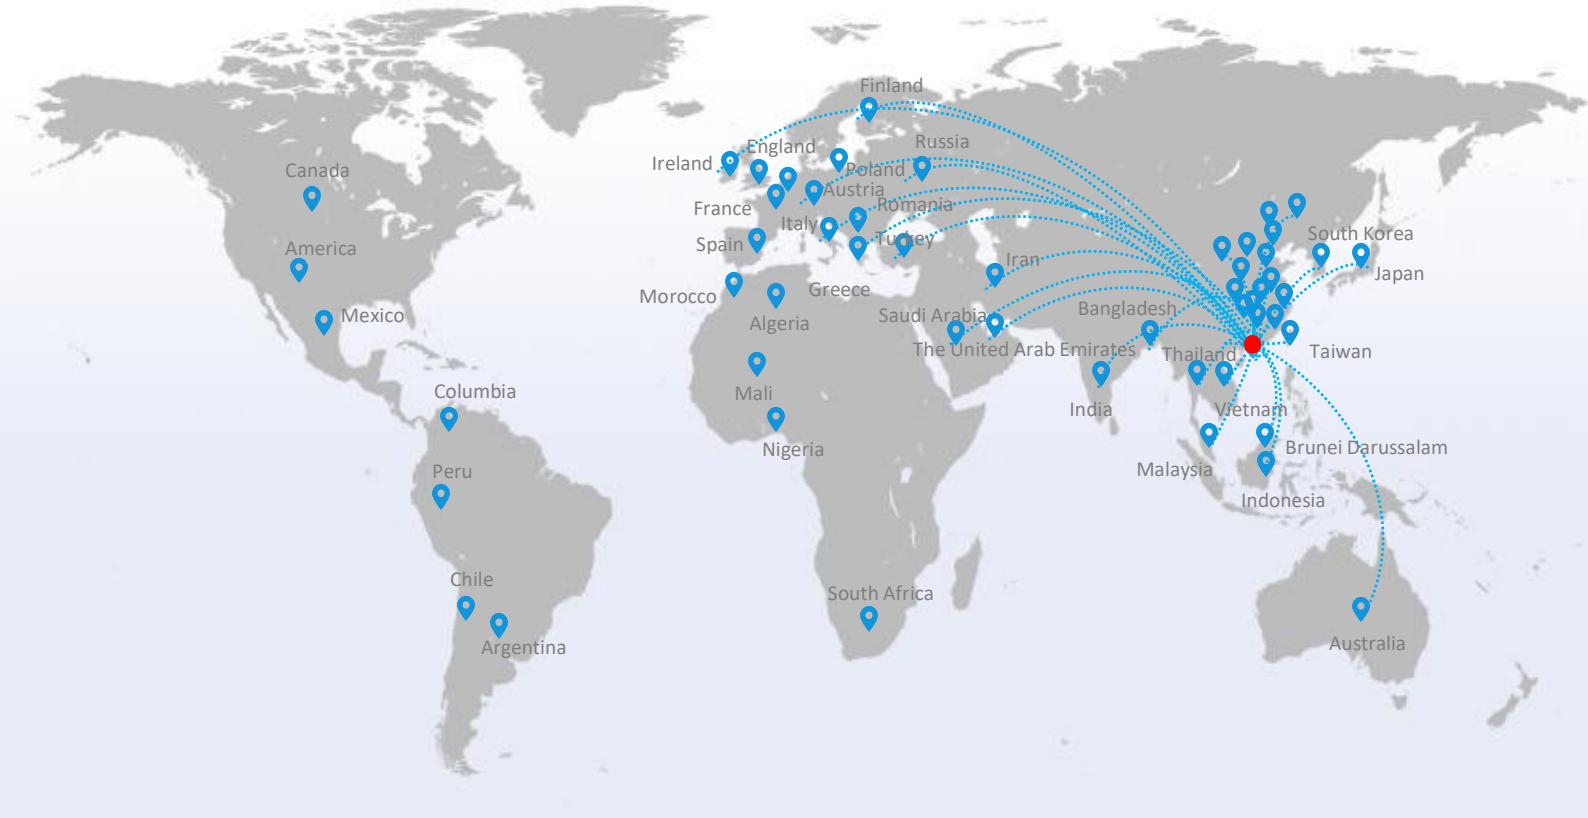 Finland
Russia
England
Ireland
Poland
Canada
Austria
France
Romania
Italy
Spain
Turkey
South Korea
America
Iran
Japan
Greece
Morocco
Mexico
Algeria
Saudi Arabia
Bangladesh
The United Arab Emirates
Thailand
Taiwan
Columbia
Mali
India
Vietnam
Nigeria
Brunei Darussalam
Peru
Malaysia
Indonesia
Chile
South Africa
Argentina
Australia